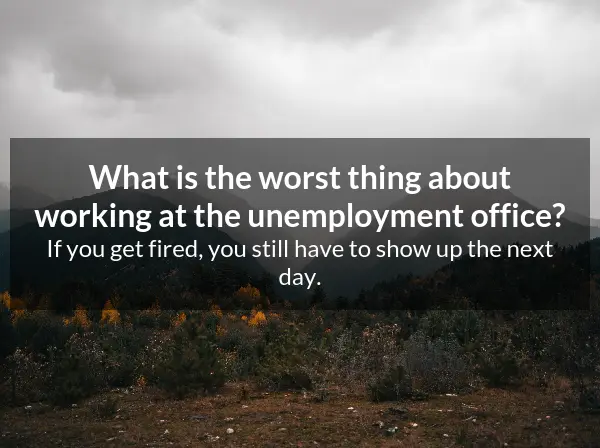 What is the worst thing about
working at the unemployment office?
If you get fired, you still have to show up the next
day.